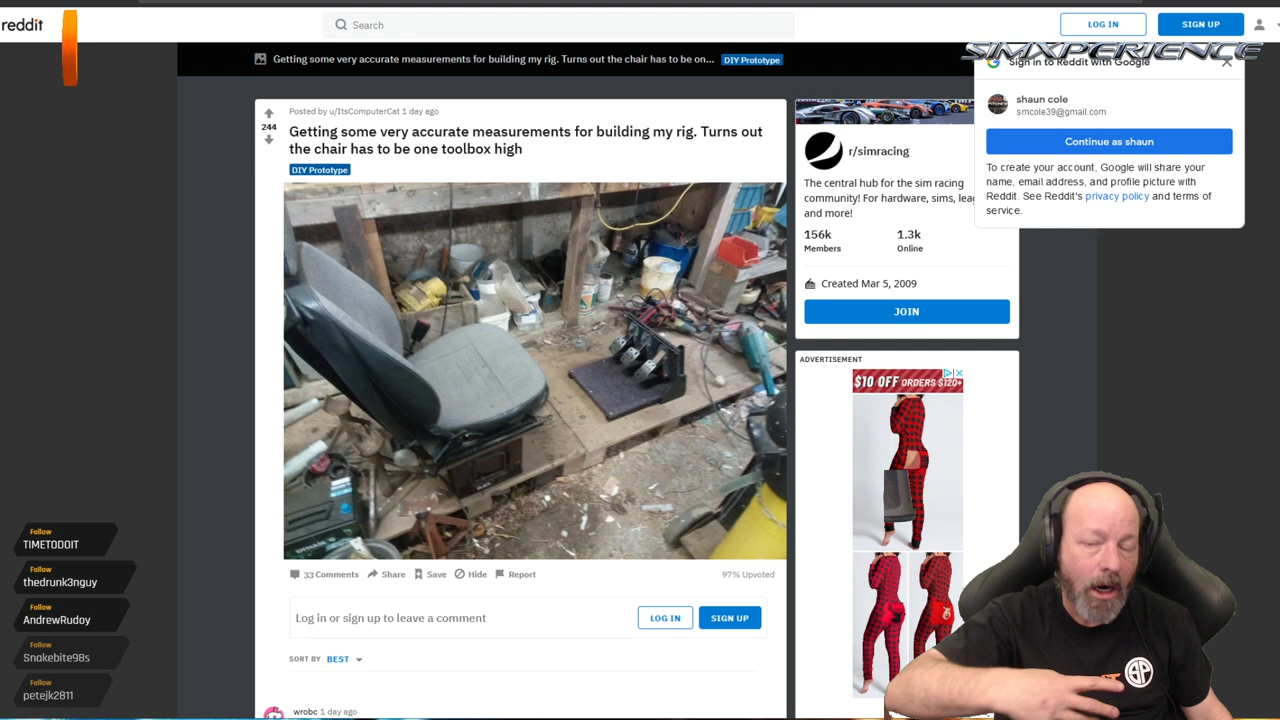 reddit
Search
LOG IN
SIGN UP
SIMXPERIENCE
Getting some very accurate measurements for building my rig. Turns out the chair has to be on... DIY Prototype
Sign in to Reddit with Google
shaun cole
smcole39@gmail.com
Continue as shaun
To create your account, Google will share your
name, email address, and profile picture with
Reddit. See Reddit's privacy policy and terms of
service.
Posted by u/ItsComputerCat 1 day ago
244
Getting some very accurate measurements for building my rig. Turns out
the chair has to be one toolbox high
DIY Prototype
r/simracing
The central hub for the sim racing
community! For hardware, sims,
and more!
156k 1.3k
Members Online
Created Mar 5, 2009
JOIN
ADVERTISEMENT
$10 OFF ORDERS $120+
33 Comments Share Save Hide Report 97% Upvoted
Log in or sign up to leave a comment LOG IN SIGN UP
SORT BY BEST
wrobc 1 day ago
Follow
TIMETODOIT
Follow
thedrunk3nguy
Follow
AndrewRudoy
Follow
Snakebite98s
Follow
petejk2811